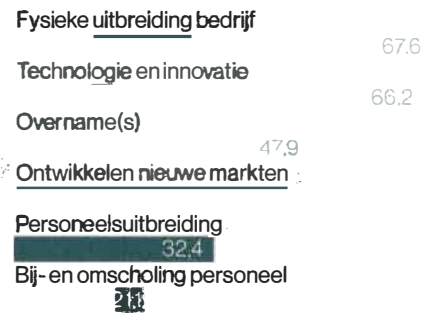 Fysieke uitbreiding bedrijf
67.6
Technologie en innovatie
66,2
Overname(s)
47,9
Ontwikkelen nieuwe markten
Personeelsuitbreiding
32,4
Bij- en omscholing personeel